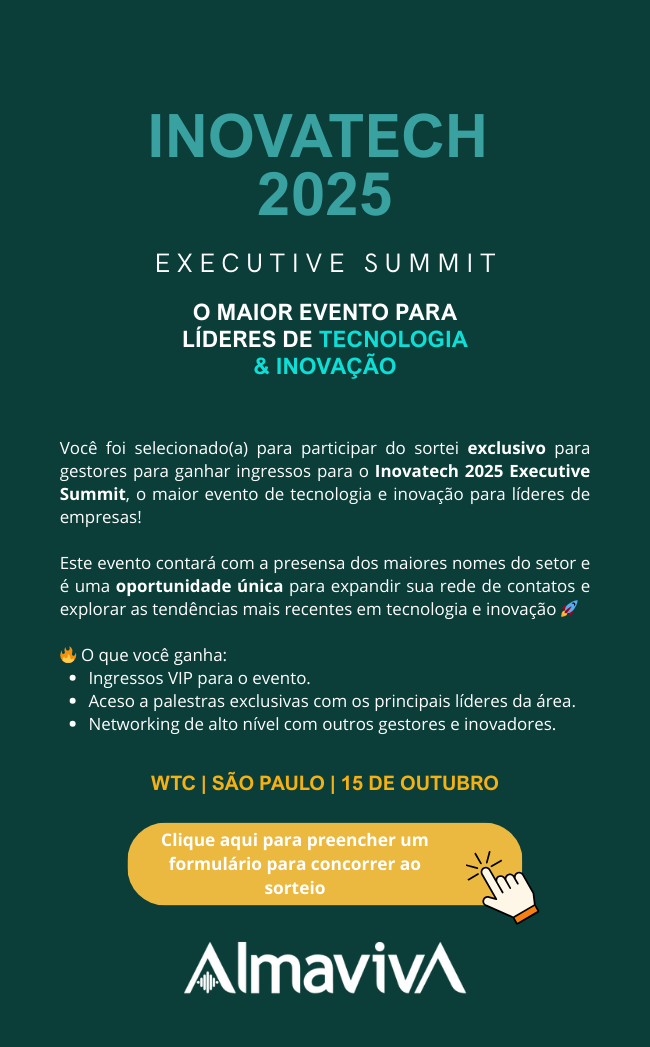 INOVATECH
2025
EXECUTIVE SUMMIT
O MAIOR EVENTO PARA
LÍDERES DE TECNOLOGIA
& INOVAÇÃO
Você foi selecionado(a) para participar do sortei exclusivo para
gestores para ganhar ingressos para o Inovatech 2025 Executive
Summit, o maior evento de tecnologia e inovação para líderes de
empresas!
Este evento contará com a presensa dos maiores nomes do setor e
é uma oportunidade única para expandir sua rede de contatos e
explorar as tendências mais recentes em tecnologia e inovação 🚀
🔥 O que você ganha:
• Ingressos VIP para o evento.
• Aceso a palestras exclusivas com os principais líderes da área.
• Networking de alto nível com outros gestores e inovadores.
WTC | SÃO PAULO | 15 DE OUTUBRO
Clique aqui para preencher um
formulário para concorrer ao
sorteio
AlmavivA